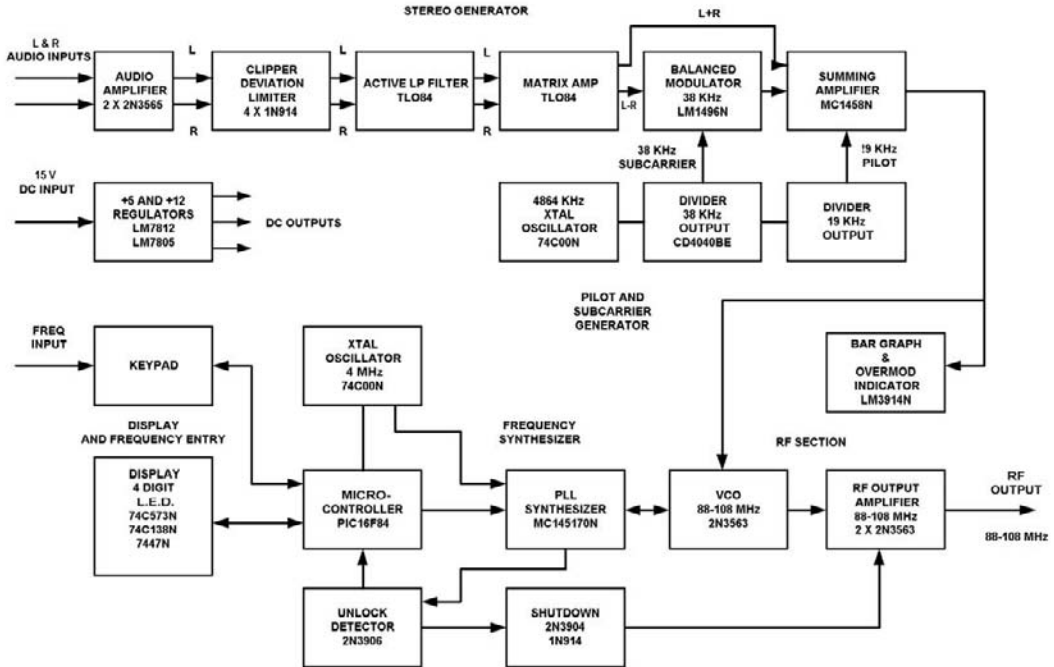 STEREO GENERATOR
L+R
L & R
AUDIO INPUTS
AUDIO
AMPLIFIER
2 X 2N3565
L
R
CLIPPER
DEVIATION
LIMITER
4 X 1N914
L
R
ACTIVE LP FILTER
TLO84
L
R
MATRIX AMP
TLO84
L-R
BALANCED
MODULATOR
38 KHz
LM1496N
SUMMING
AMPLIFIER
MC1458N
38 KHz
SUBCARRIER
!9 KHz
PILOT
15 V
DC INPUT
+5 AND +12
REGULATORS
LM7812
LM7805
DC OUTPUTS
4864 KHz
XTAL
OSCILLATOR
74C00N
DIVIDER
38 KHz
OUTPUT
CD4040BE
DIVIDER
19 KHz
OUTPUT
PILOT AND
SUBCARRIER
GENERATOR
FREQ
INPUT
KEYPAD
XTAL
OSCILLATOR
4 MHz
74C00N
BAR GRAPH
&
OVERMOD
INDICATOR
LM3914N
DISPLAY
AND FREQUENCY ENTRY
FREQUENCY
SYNTHESIZER
RF SECTION
DISPLAY
4 DIGIT
L.E.D.
74C573N
74C138N
7447N
MICRO-
CONTROLLER
PIC16F84
PLL
SYNTHESIZER
MC145170N
VCO
88-108 MHz
2N3563
RF OUTPUT
AMPLIFIER
88-108 MHz
2 X 2N3563
RF
OUTPUT
88-108 MHz
UNLOCK
DETECTOR
2N3906
SHUTDOWN
2N3904
1N914